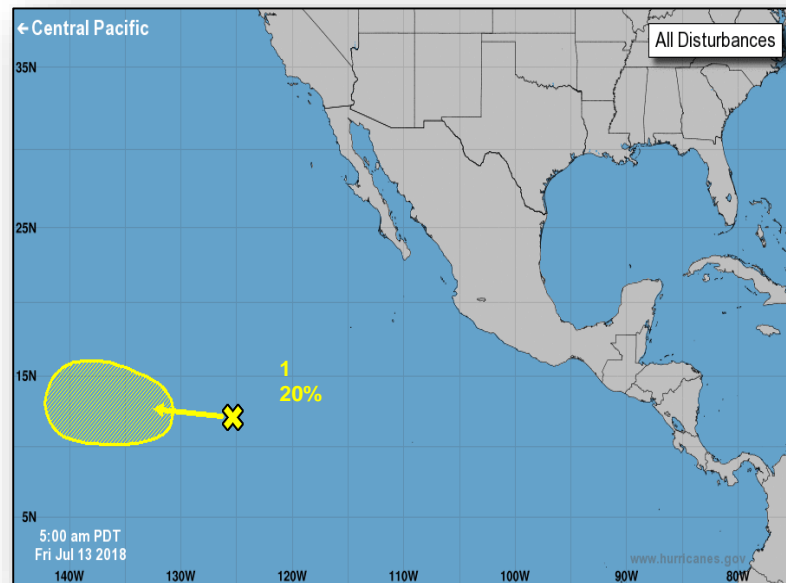 ←Central Pacific
All Disturbances
35N
25N
15N
5N
1
20%
5:00 am PDT
Fri Jul 13 2018
www.hurricanes.gov
140W
130W
120W
110W
100W
90W
80W